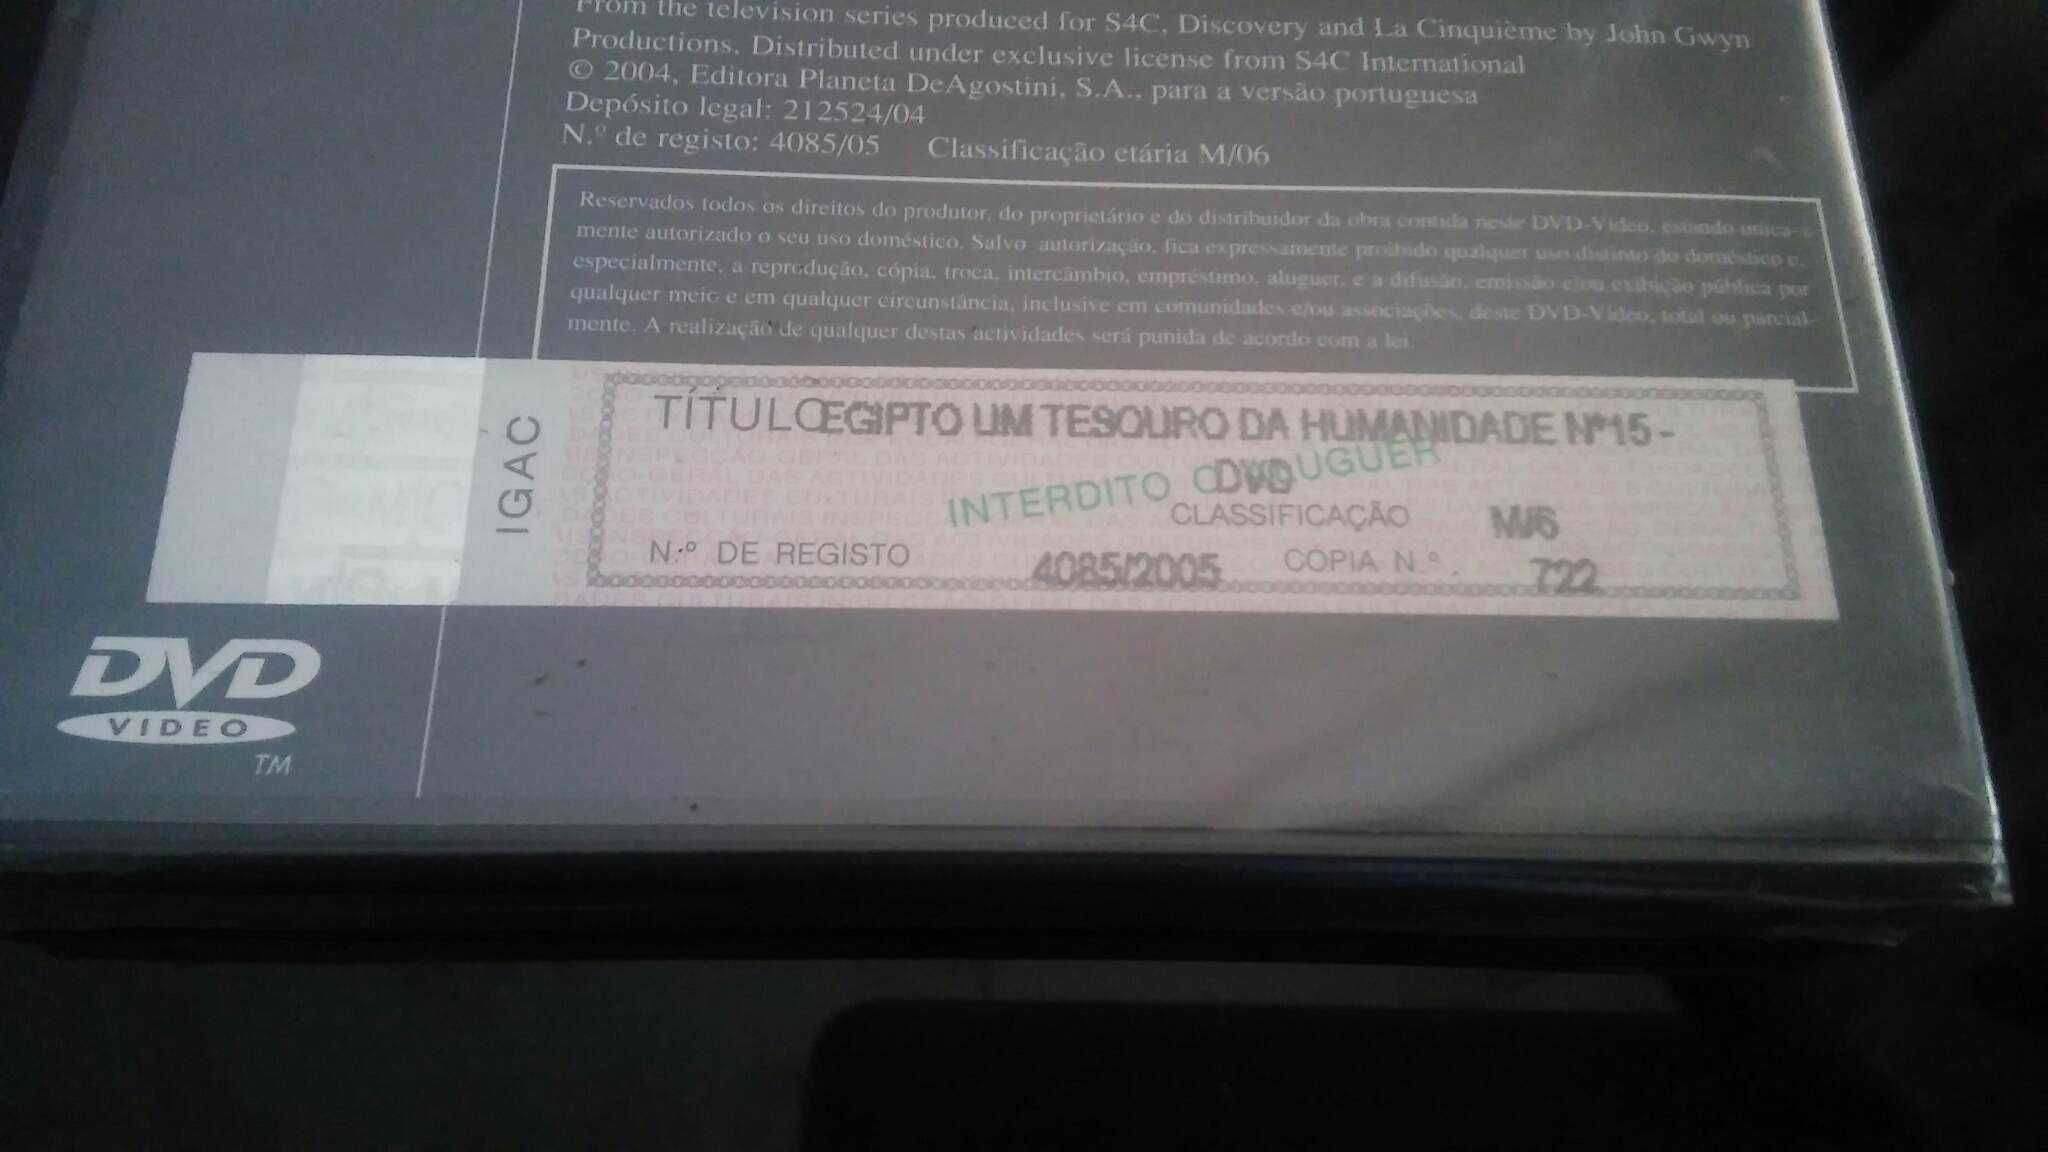 From the television series produced for S4C, Discovery and La Cinquième by John Gwyn
Productions. Distributed under exclusive license from S4C International
© 2004, Editora Planeta DeAgostini, S.A., para a versão portuguesa
Depósito legal: 212524/04
N.º de registo: 4085/05 Classificação etária M/06
Reservados todos os direitos do produtor, do proprietário e do distribuidor da obra contida neste DVD-Vídeo, estando unica-
mente autorizado o seu uso doméstico. Salvo autorização, fica expressamente proibido qualquer uso distinto do doméstico e,
especialmente, a reprodução, cópia, troca, intercâmbio, empréstimo, aluguer, e a difusão, emissão e/ou exibição pública por
qualquer meio e em qualquer circunstância, inclusive em comunidades e/ou associações, deste DVD-Vídeo, total ou parcial-
mente. A realização de qualquer destas actividades será punida de acordo com a lei.
IGAC
TÍTULO EGIPTO UM TESOURO DA HUMANIDADE Nº15 -
DVD
INTERDITO O ALUGUER
CLASSIFICAÇÃO M/6
N.º DE REGISTO 4085/2005 CÓPIA N.º. 722
DVD
VIDEO
TM